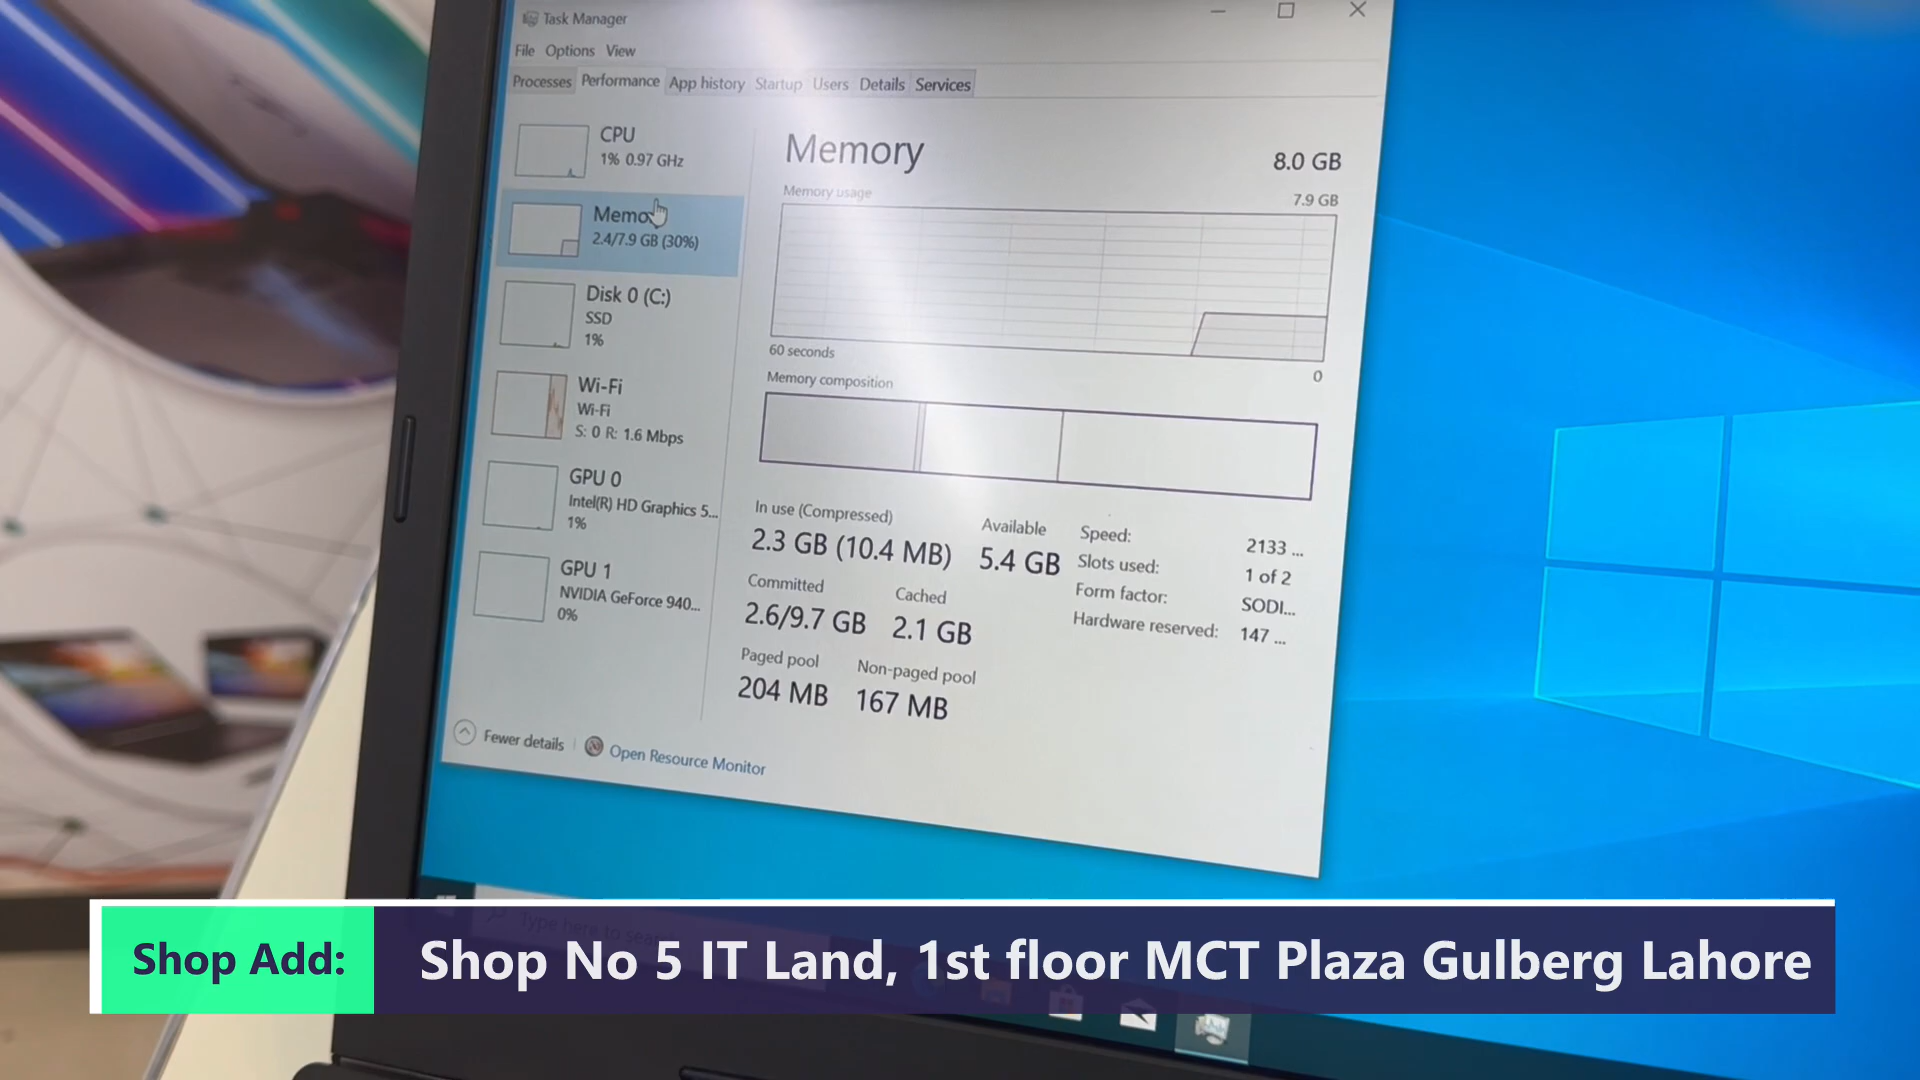 Task Manager
File Options View
Processes Performance App history Startup Users Details Services
CPU
1% 0.97 GHz
Memo
2.4/7.9 GB (30%)
Disk 0 (C:)
SSD
1%
Wi-Fi
Wi-Fi
S: 0 R: 1.6 Mbps
GPU 0
Intel(R) HD Graphics 5...
1%
GPU 1
NVIDIA GeForce 940...
0%
Memory 8.0 GB
Memory usage 7.9 GB
60 seconds 0
Memory composition
In use (Compressed)
2.3 GB (10.4 MB)
Available
5.4 GB
Committed
2.6/9.7 GB
Cached
2.1 GB
Paged pool
204 MB
Non-paged pool
167 MB
Speed: 2133 ...
Slots used: 1 of 2
Form factor: SODI...
Hardware reserved: 147 ...
Fewer details Open Resource Monitor
Type here to sear
Shop Add: Shop No 5 IT Land, 1st floor MCT Plaza Gulberg Lahore